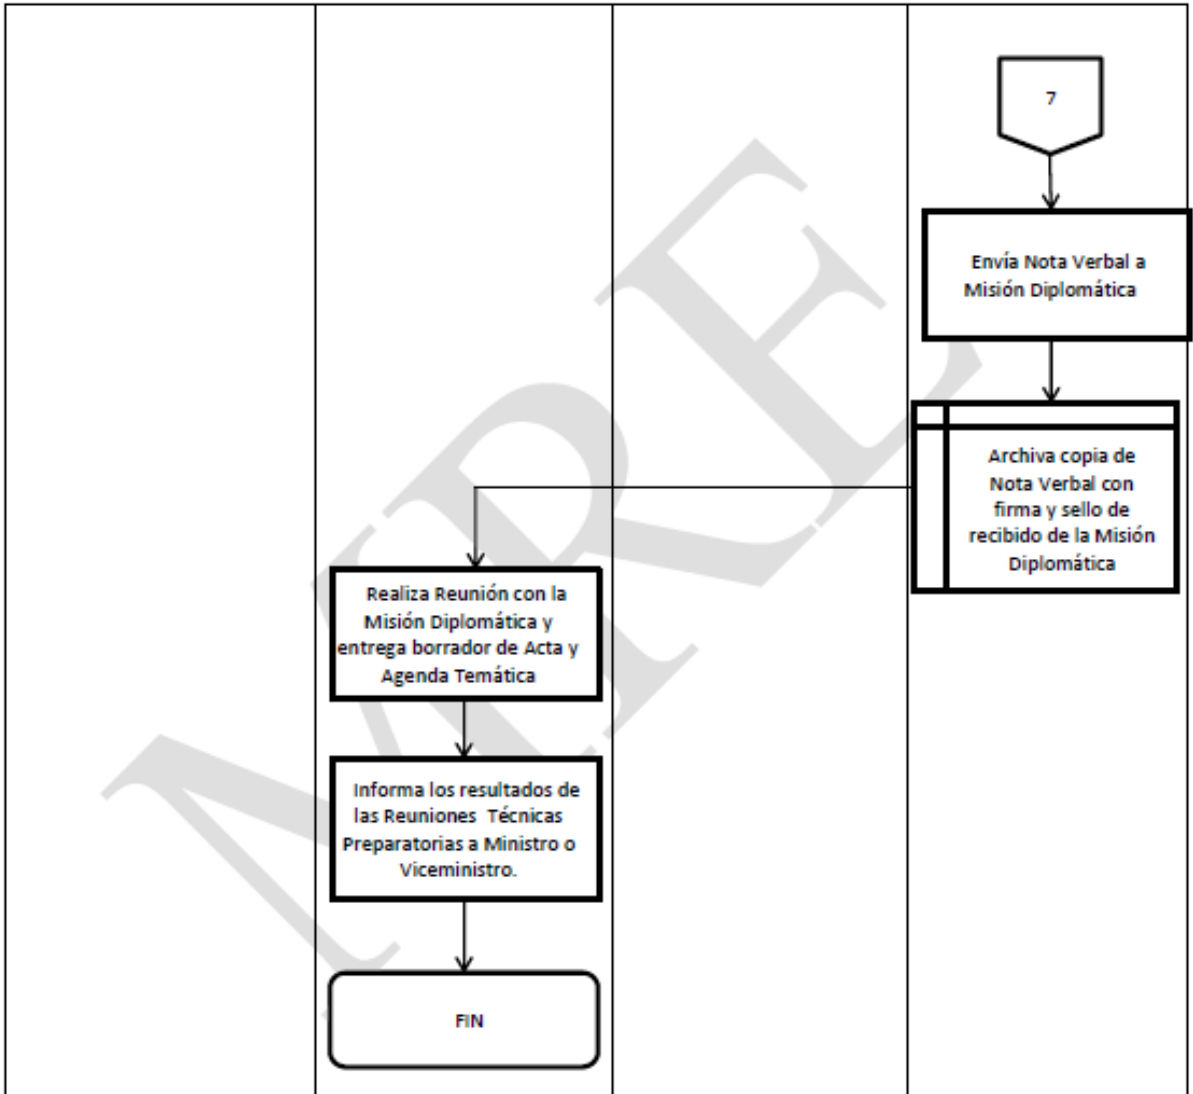 7
Envía Nota Verbal a
Misión Diplomática
Archiva copia de
Nota Verbal con
firma y sello de
recibido de la Misión
Diplomática
Realiza Reunión con la
Misión Diplomática y
entrega borrador de Acta y
Agenda Temática
Informa los resultados de
las Reuniones Técnicas
Preparatorias a Ministro o
Viceministro.
FIN
MRE